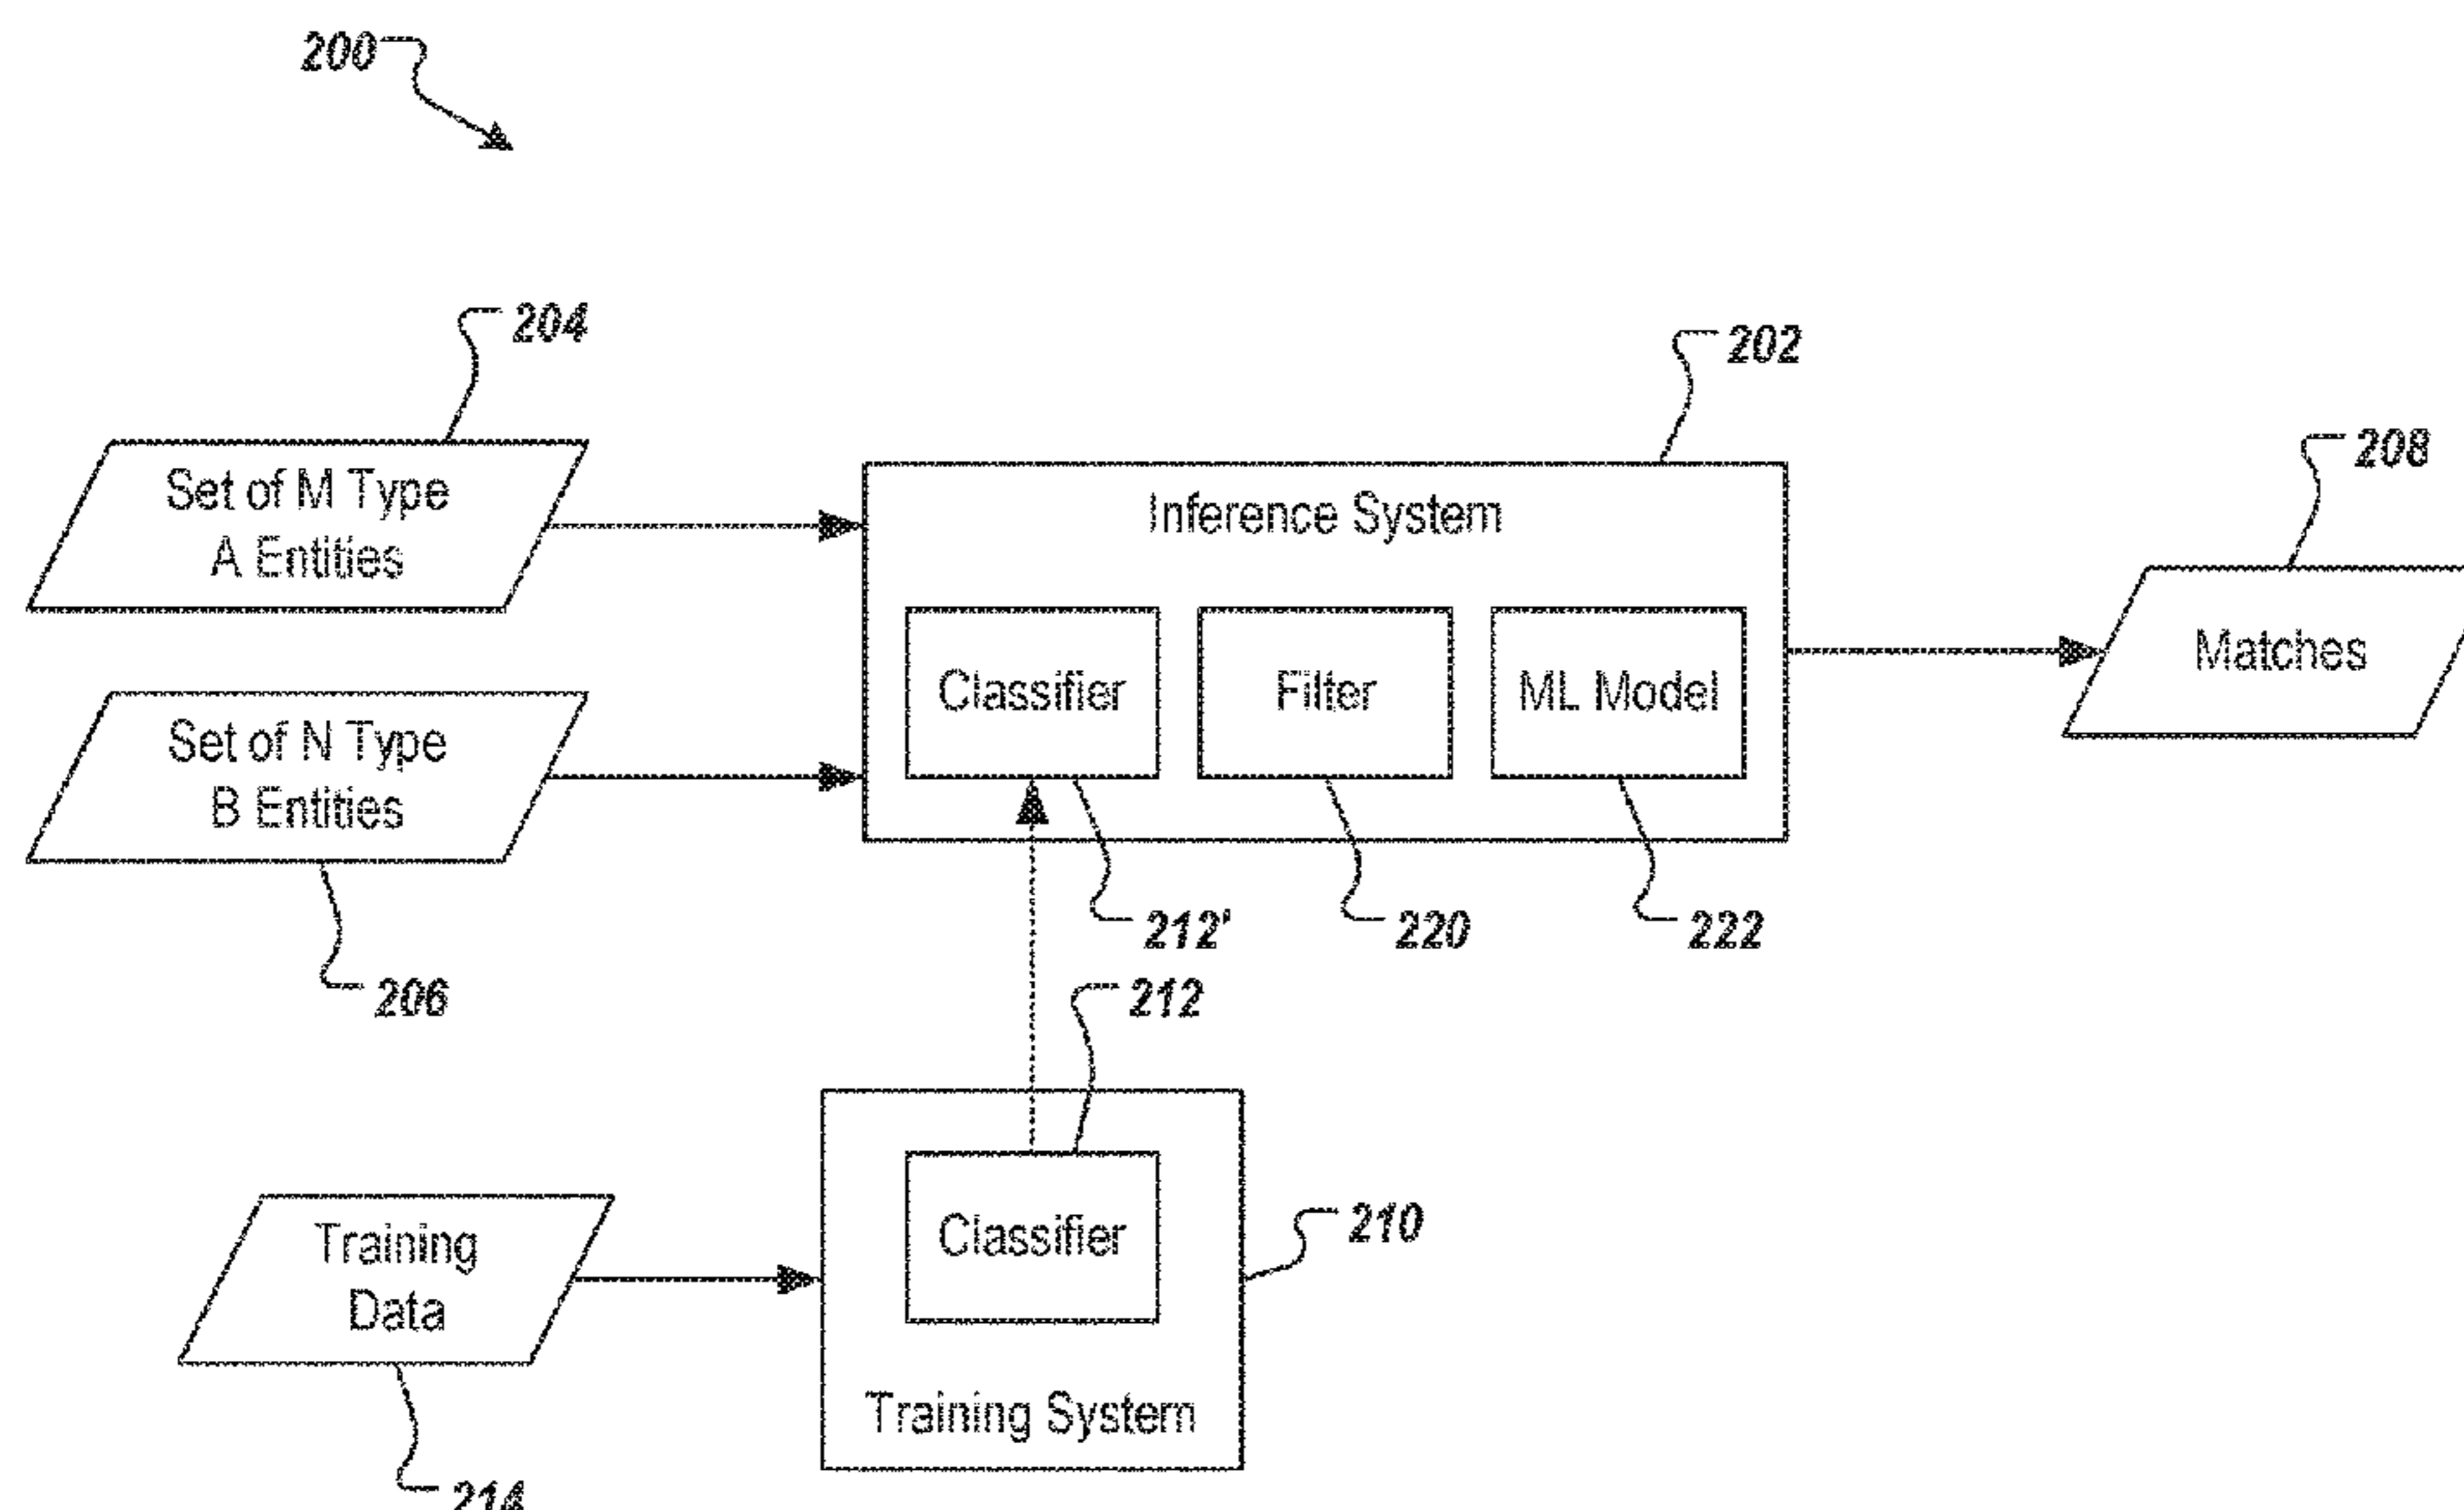 200
204
202
208
Set of M Type
A Entities
Inference System
Matches
Classifier
Filter
ML Model
Set of N Type
B Entities
212'
220
222
206
212
Training
Data
Classifier
210
Training System
214